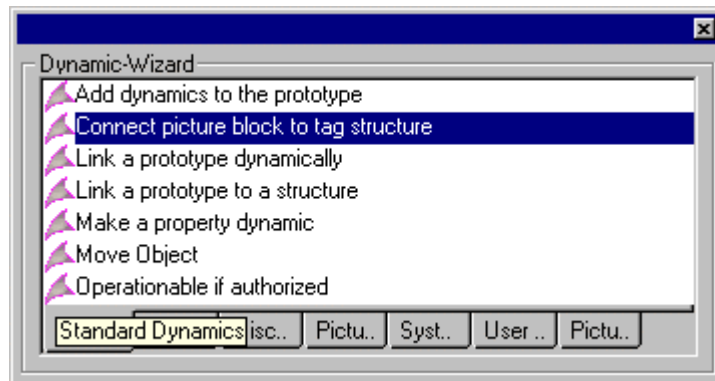 Dynamic-Wizard
Add dynamics to the prototype
Connect picture block to tag structure
Link a prototype dynamically
Link a prototype to a structure
Make a property dynamic
Move Object
Operationable if authorized
Standard Dynamics isc.. Pictu.. Syst.. User .. Pictu..